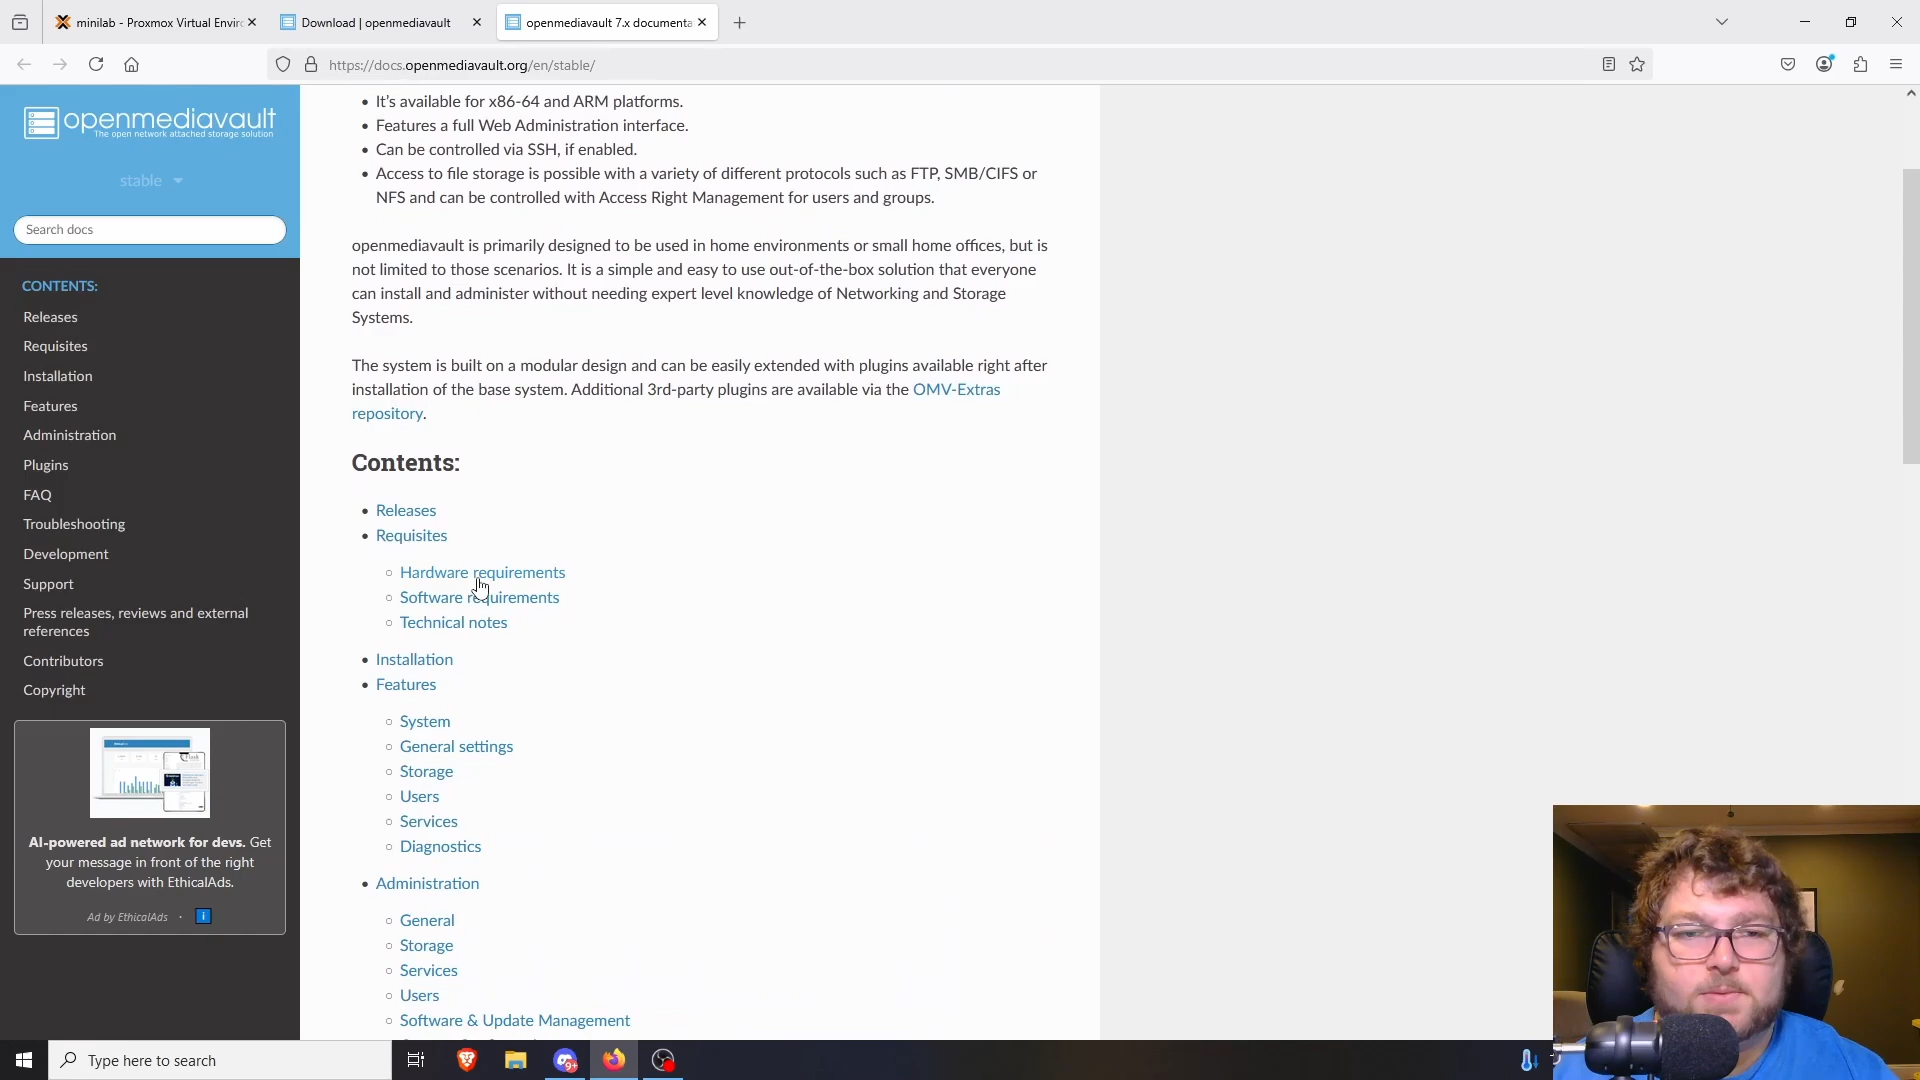 minilab - Proxmox Virtual Envir
Download | openmediavault
openmediavault 7.x documenta
https://docs.openmediavault.org/en/stable/
openmediavault
The open network attached storage solution
stable
Search docs
CONTENTS:
Releases
Requisites
Installation
Features
Administration
Plugins
FAQ
Troubleshooting
Development
Support
Press releases, reviews and external
references
Contributors
Copyright
AI-powered ad network for devs. Get
your message in front of the right
developers with EthicalAds.
Ad by EthicalAds · i
• It's available for x86-64 and ARM platforms.
• Features a full Web Administration interface.
• Can be controlled via SSH, if enabled.
• Access to file storage is possible with a variety of different protocols such as FTP, SMB/CIFS or
NFS and can be controlled with Access Right Management for users and groups.
openmediavault is primarily designed to be used in home environments or small home offices, but is
not limited to those scenarios. It is a simple and easy to use out-of-the-box solution that everyone
can install and administer without needing expert level knowledge of Networking and Storage
Systems.
The system is built on a modular design and can be easily extended with plugins available right after
installation of the base system. Additional 3rd-party plugins are available via the OMV-Extras
repository.
Contents:
• Releases
• Requisites
○ Hardware requirements
○ Software requirements
○ Technical notes
• Installation
• Features
○ System
○ General settings
○ Storage
○ Users
○ Services
○ Diagnostics
• Administration
○ General
○ Storage
○ Services
○ Users
○ Software & Update Management
Type here to search
9+